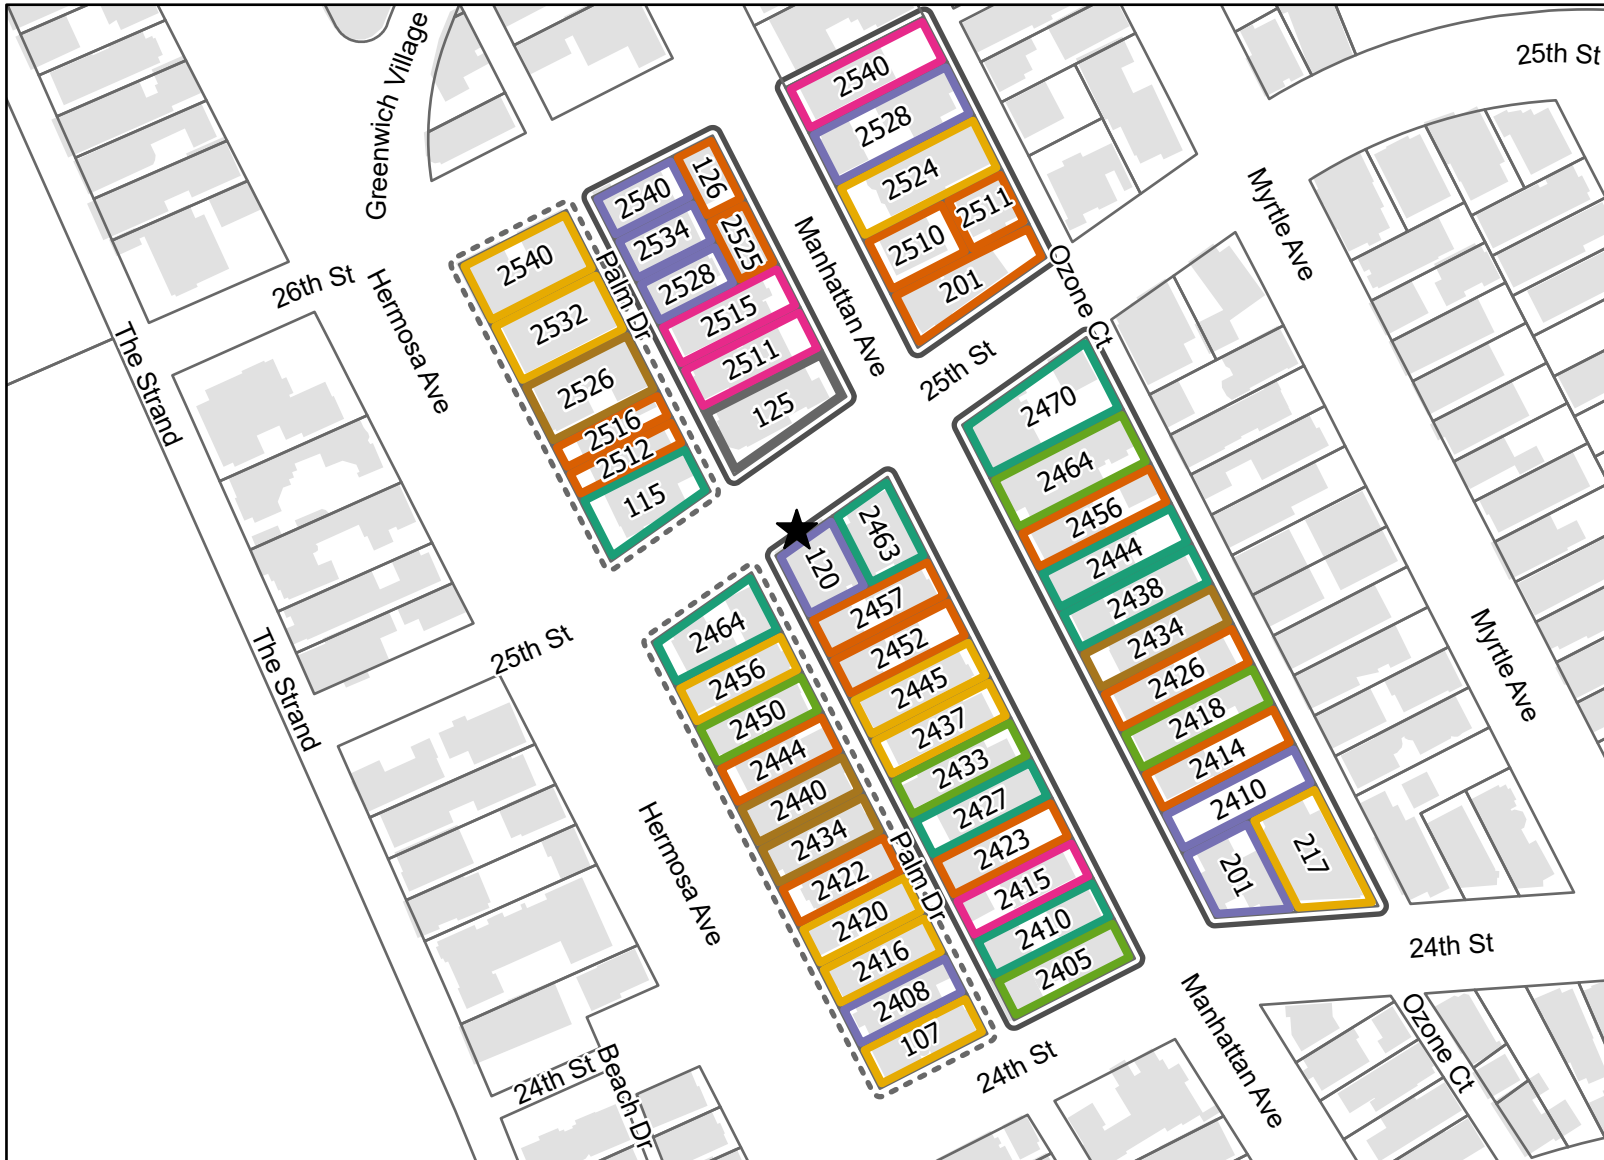 25th St
Greenwich Village
2540
2528
2524
2511
2510
201
Myrtle Ave
126
2540
2534
2525
2528
2515
2511
125
Manhattan Ave
Ozone Ct
25th St
26th St
Hermosa Ave
Palm Dr
2540
2532
2526
2516
2512
115
The Strand
2470
2464
2456
2444
2438
2434
2426
2418
2414
2410
201
217
120
2463
2457
2452
2445
2437
2433
2427
2423
2415
2410
2405
25th St
The Strand
2464
2456
2450
2444
2440
2434
2422
2420
2416
2408
107
Myrtle Ave
Hermosa Ave
Palm Dr
24th St
24th St
24th St
Beach Dr
Manhattan Ave
Ozone Ct